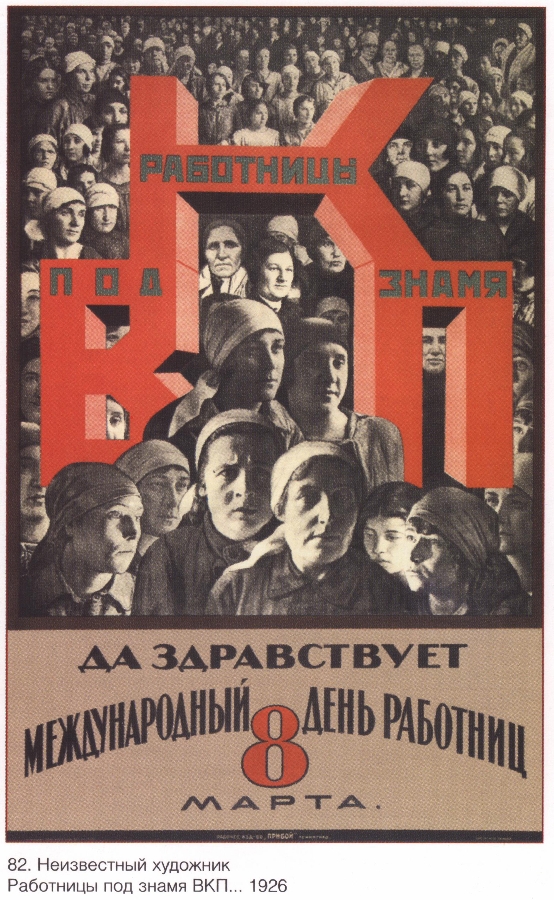 РАБОТНИЦЫ
ПОД ЗНАМЯ
ВКП
ДА ЗДРАВСТВУЕТ
МЕЖДУНАРОДНЫЙ ДЕНЬ РАБОТНИЦ
8
МАРТА.
"ПРИБОЙ"
82. Неизвестный художник
Работницы под знамя ВКП... 1926